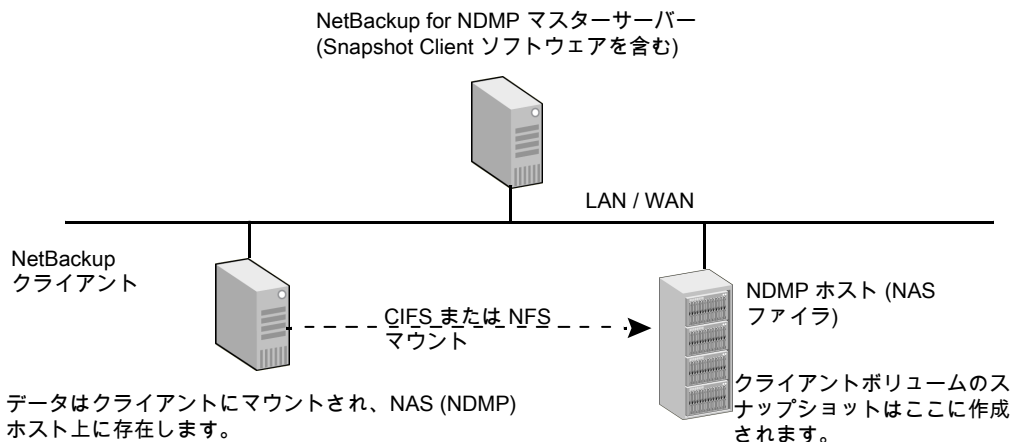 NetBackup for NDMP マスターサーバー
(Snapshot Client ソフトウェアを含む)
LAN / WAN
NetBackup
クライアント
CIFS または NFS
マウント
NDMP ホスト (NAS
ファイラ)
データはクライアントにマウントされ、NAS (NDMP)
ホスト上に存在します。
クライアントボリュームのス
ナップショットはここに作成
されます。